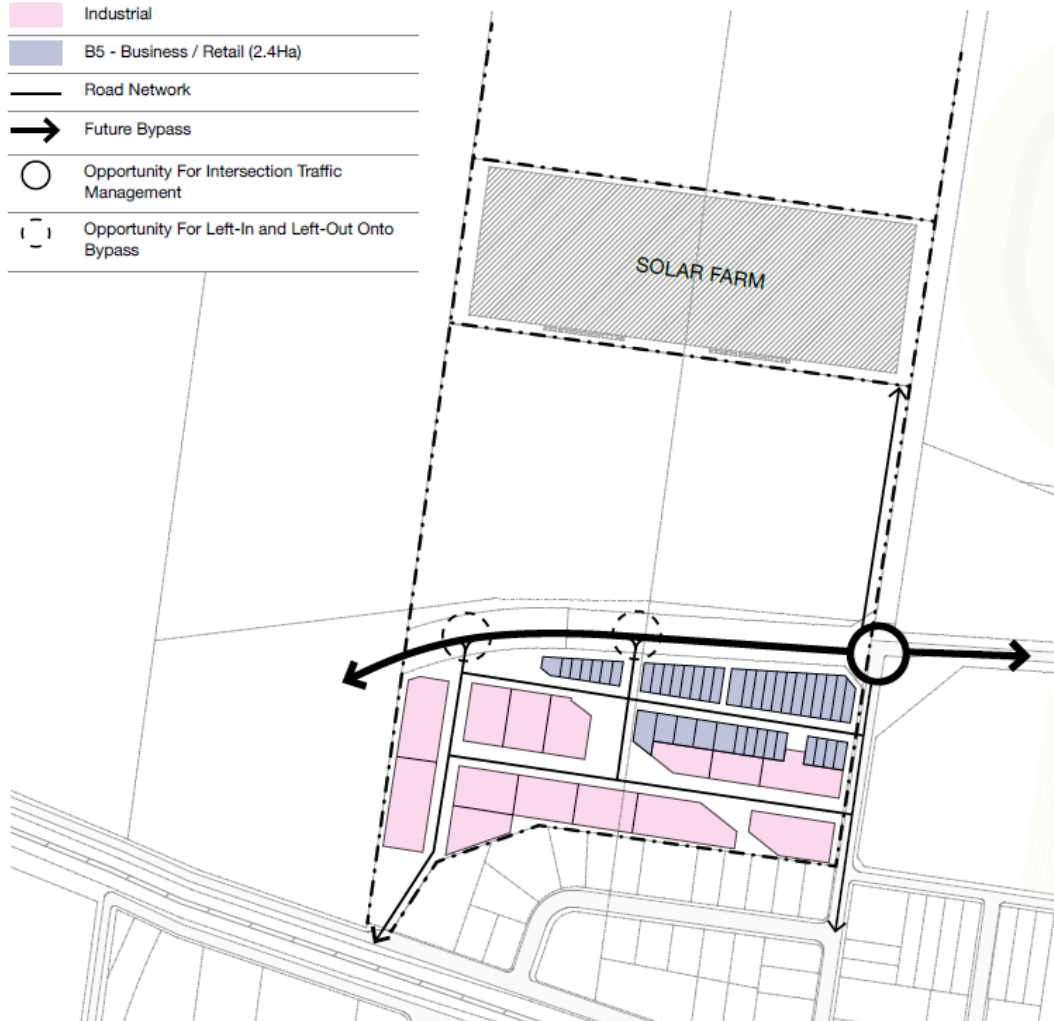 Industrial
B5 - Business / Retail (2.4Ha)
Road Network
Future Bypass
Opportunity For Intersection Traffic
Management
Opportunity For Left-In and Left-Out Onto
Bypass
SOLAR FARM